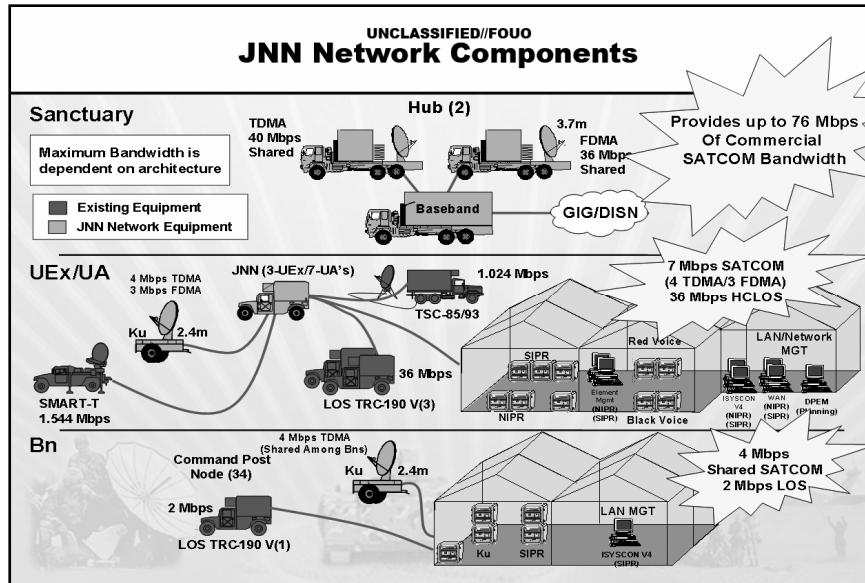 UNCLASSIFIED//FOUO
JNN Network Components
Sanctuary
Hub (2)
TDMA
40 Mbps
Shared
3.7m
FDMA
36 Mbps
Shared
Provides up to 76 Mbps
Of Commercial
SATCOM Bandwidth
Maximum Bandwidth is
dependent on architecture
Existing Equipment
JNN Network Equipment
Baseband
GIG/DISN
UEx/UA
4 Mbps TDMA
3 Mbps FDMA
JNN (3-UEx/7-UA's)
1.024 Mbps
TSC-85/93
7 Mbps SATCOM
(4 TDMA/3 FDMA)
36 Mbps HCLOS
Ku
2.4m
SMART-T
1.544 Mbps
36 Mbps
LOS TRC-190 V(3)
SIPR
NIPR
Element
Mgmt
(NIPR)
(SIPR)
Red Voice
Black Voice
LAN/Network
MGT
ISYSCON
V4
(NIPR)
(SIPR)
WAN
(NIPR)
(SIPR)
DPEM
(Planning)
Bn
4 Mbps TDMA
(Shared Among Bns)
Command Post
Node (34)
Ku
2.4m
2 Mbps
LOS TRC-190 V(1)
Ku
SIPR
LAN MGT
ISYSCON V4
(SIPR)
4 Mbps
Shared SATCOM
2 Mbps LOS